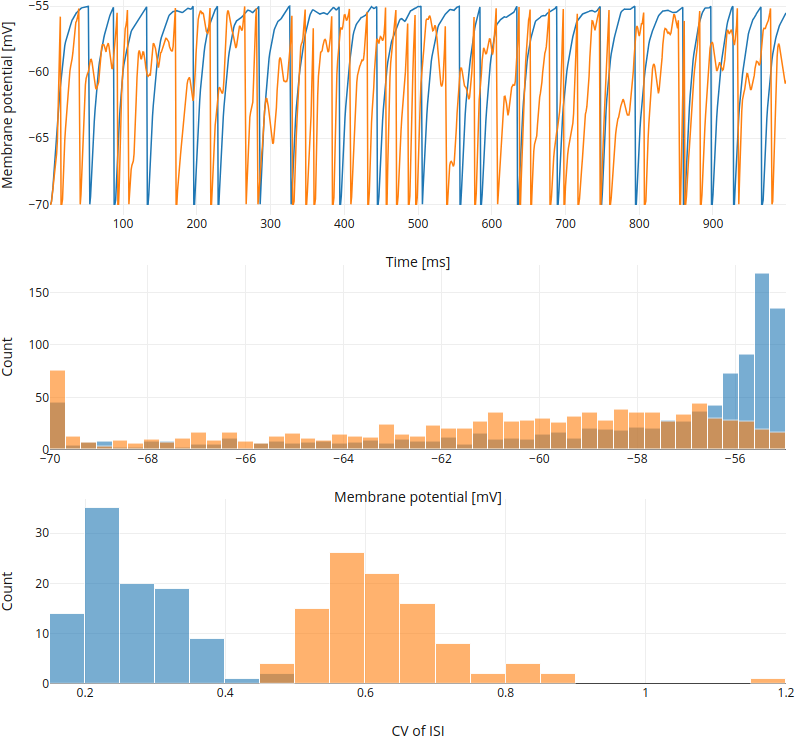 Membrane potential [mV]
−55
−60
−65
−70
100 200 300 400 500 600 700 800 900
Time [ms]
Count
150
100
50
0
−70 −68 −66 −64 −62 −60 −58 −56
Membrane potential [mV]
Count
30
20
10
0
0.2 0.4 0.6 0.8 1 1.2
CV of ISI